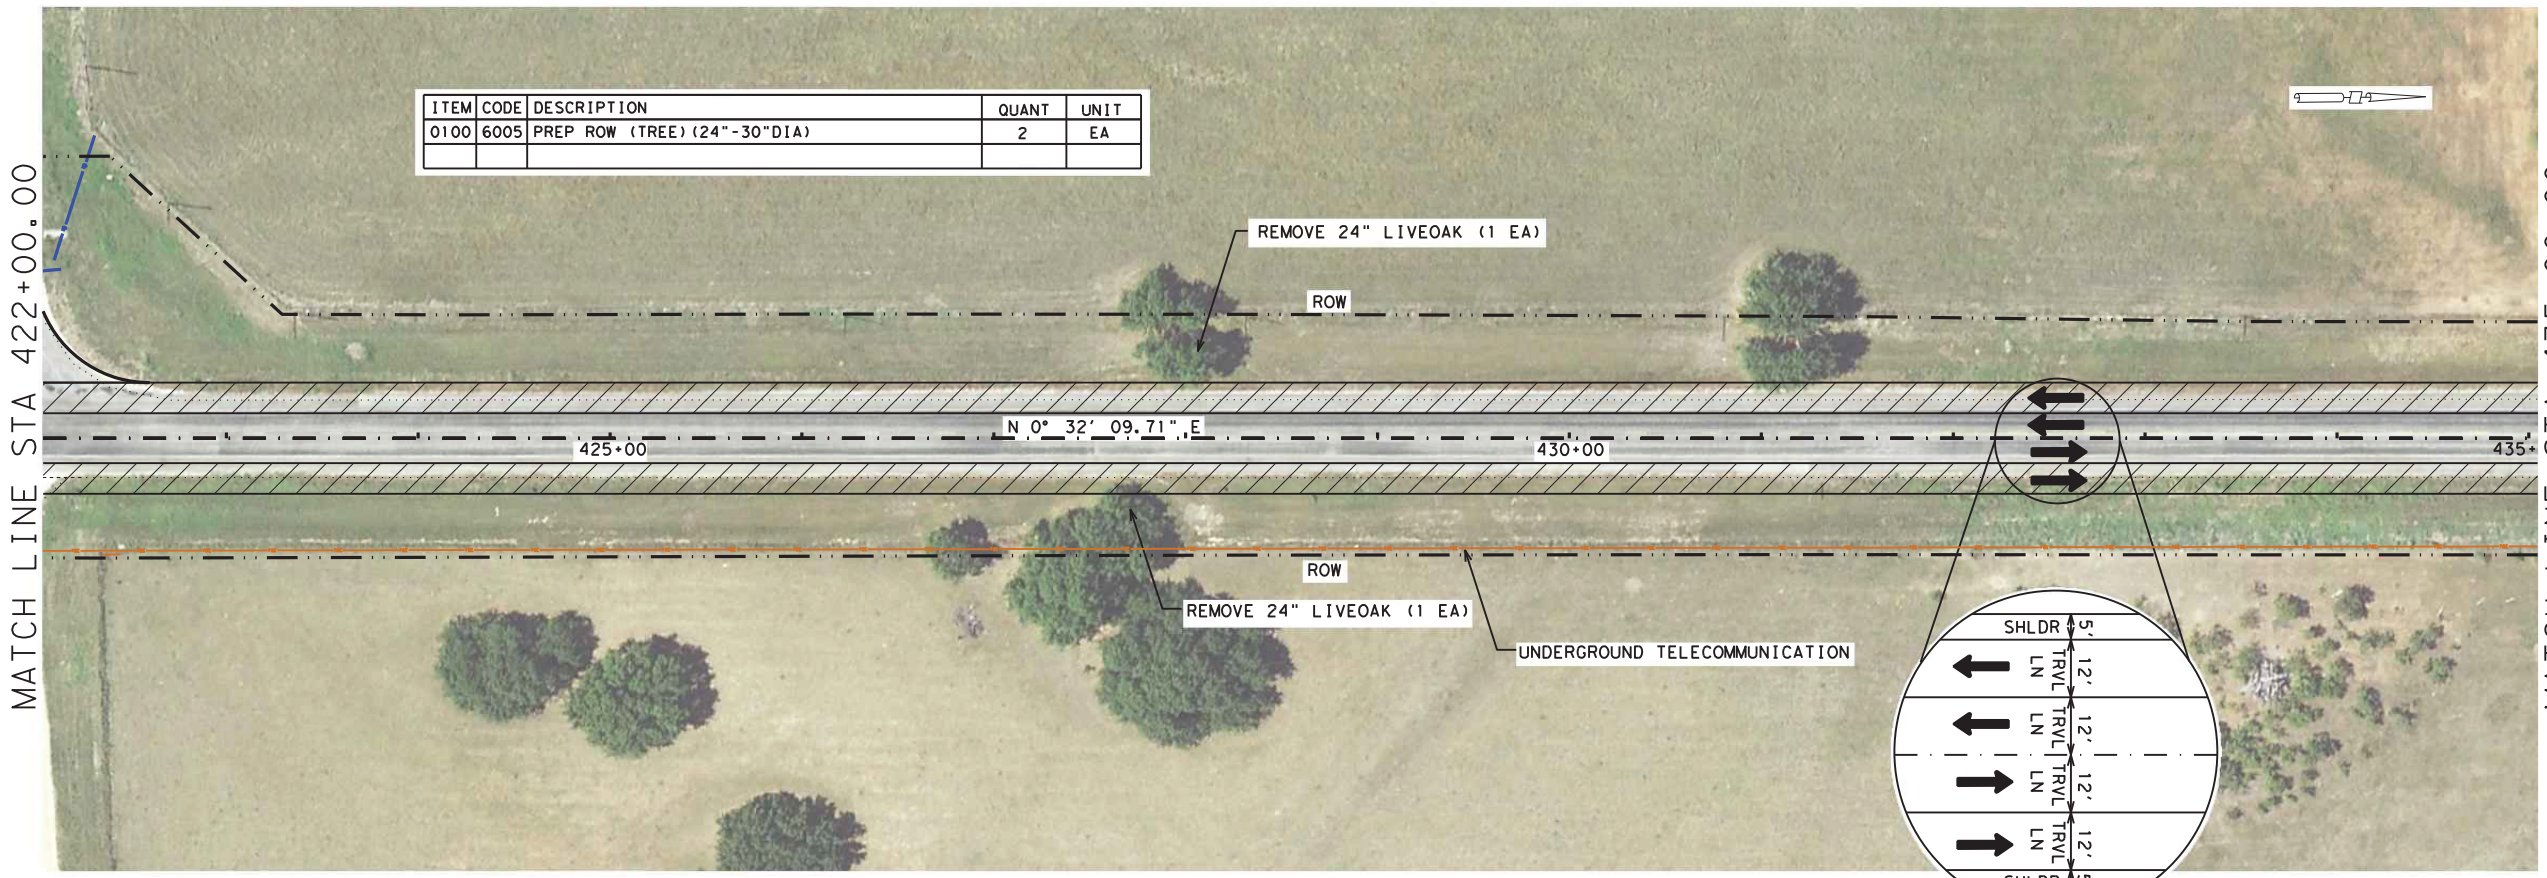 ITEM CODE DESCRIPTION QUANT UNIT
0100 6005 PREP ROW (TREE)(24"-30"DIA) 2 EA
MATCH LINE STA 422+00.00
REMOVE 24" LIVEOAK (1 EA)
ROW
N 0° 32' 09.71" E
425+00
430+00
435+
ROW
REMOVE 24" LIVEOAK (1 EA)
UNDERGROUND TELECOMMUNICATION
SHLDR 5'
TRVL LN 12'
TRVL LN 12'
TRVL LN 12'
TRVL LN 12'